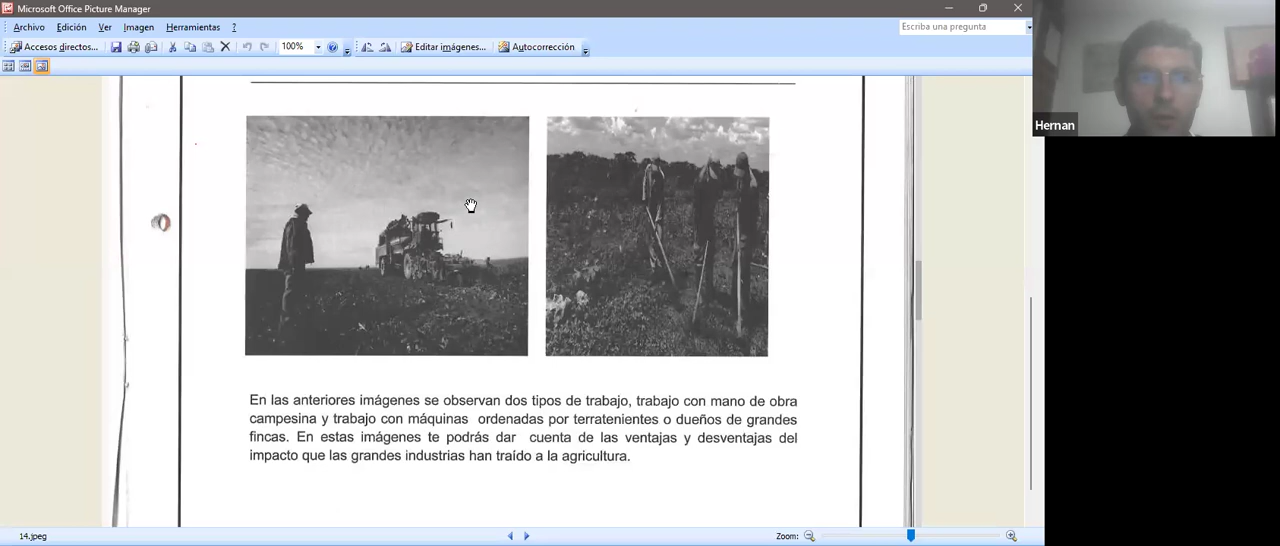 Microsoft Office Picture Manager
Archivo Edición Ver Imagen Herramientas ?
Escriba una pregunta
Accesos directos... 100% Editar imágenes... Autocorrección
Hernan
En las anteriores imágenes se observan dos tipos de trabajo, trabajo con mano de obra
campesina y trabajo con máquinas ordenadas por terratenientes o dueños de grandes
fincas. En estas imágenes te podrás dar cuenta de las ventajas y desventajas del
impacto que las grandes industrias han traído a la agricultura.
14.jpeg
Zoom: